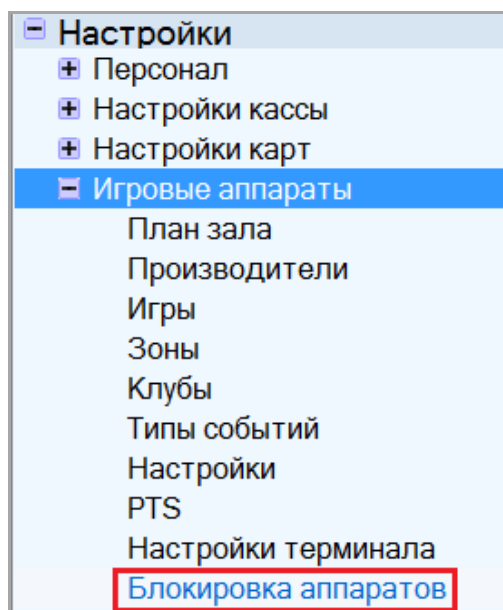 Настройки
Персонал
Настройки кассы
Настройки карт
Игровые аппараты
План зала
Производители
Игры
Зоны
Клубы
Типы событий
Настройки
PTS
Настройки терминала
Блокировка аппаратов